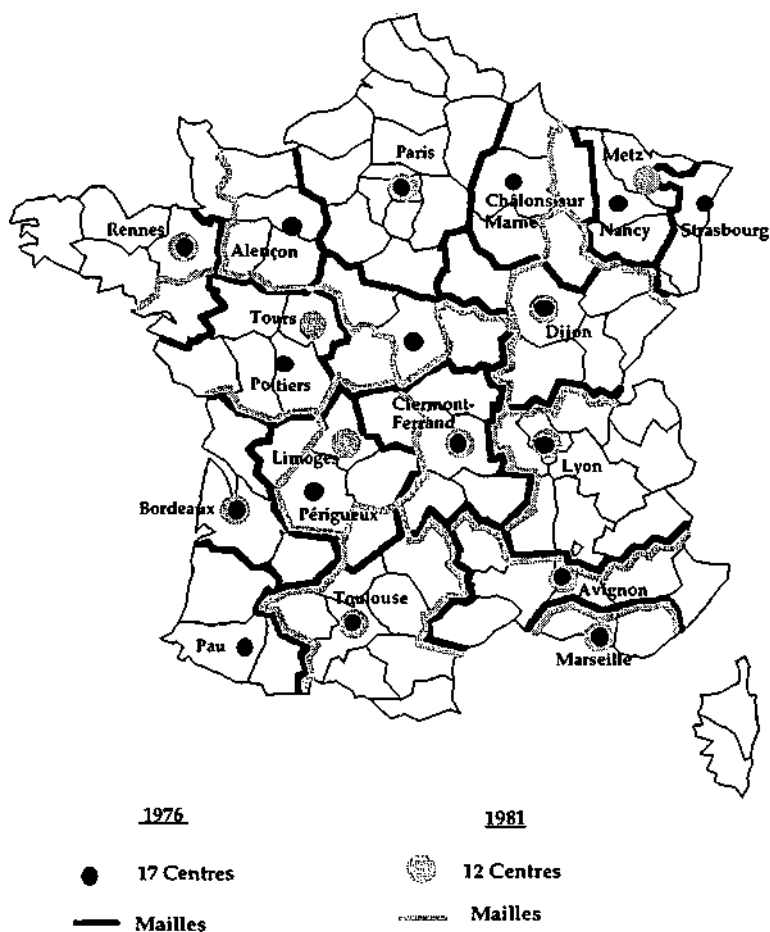 Paris
Metz
Châlons sur
Marne
Nancy
Strasbourg
Rennes
Alençon
Tours
Dijon
Poitiers
Clermont-
Ferrand
Limoges
Lyon
Périgueux
Bordeaux
Avignon
Toulouse
Pau
Marseille
1976
1981
17 Centres
12 Centres
Mailles
Mailles